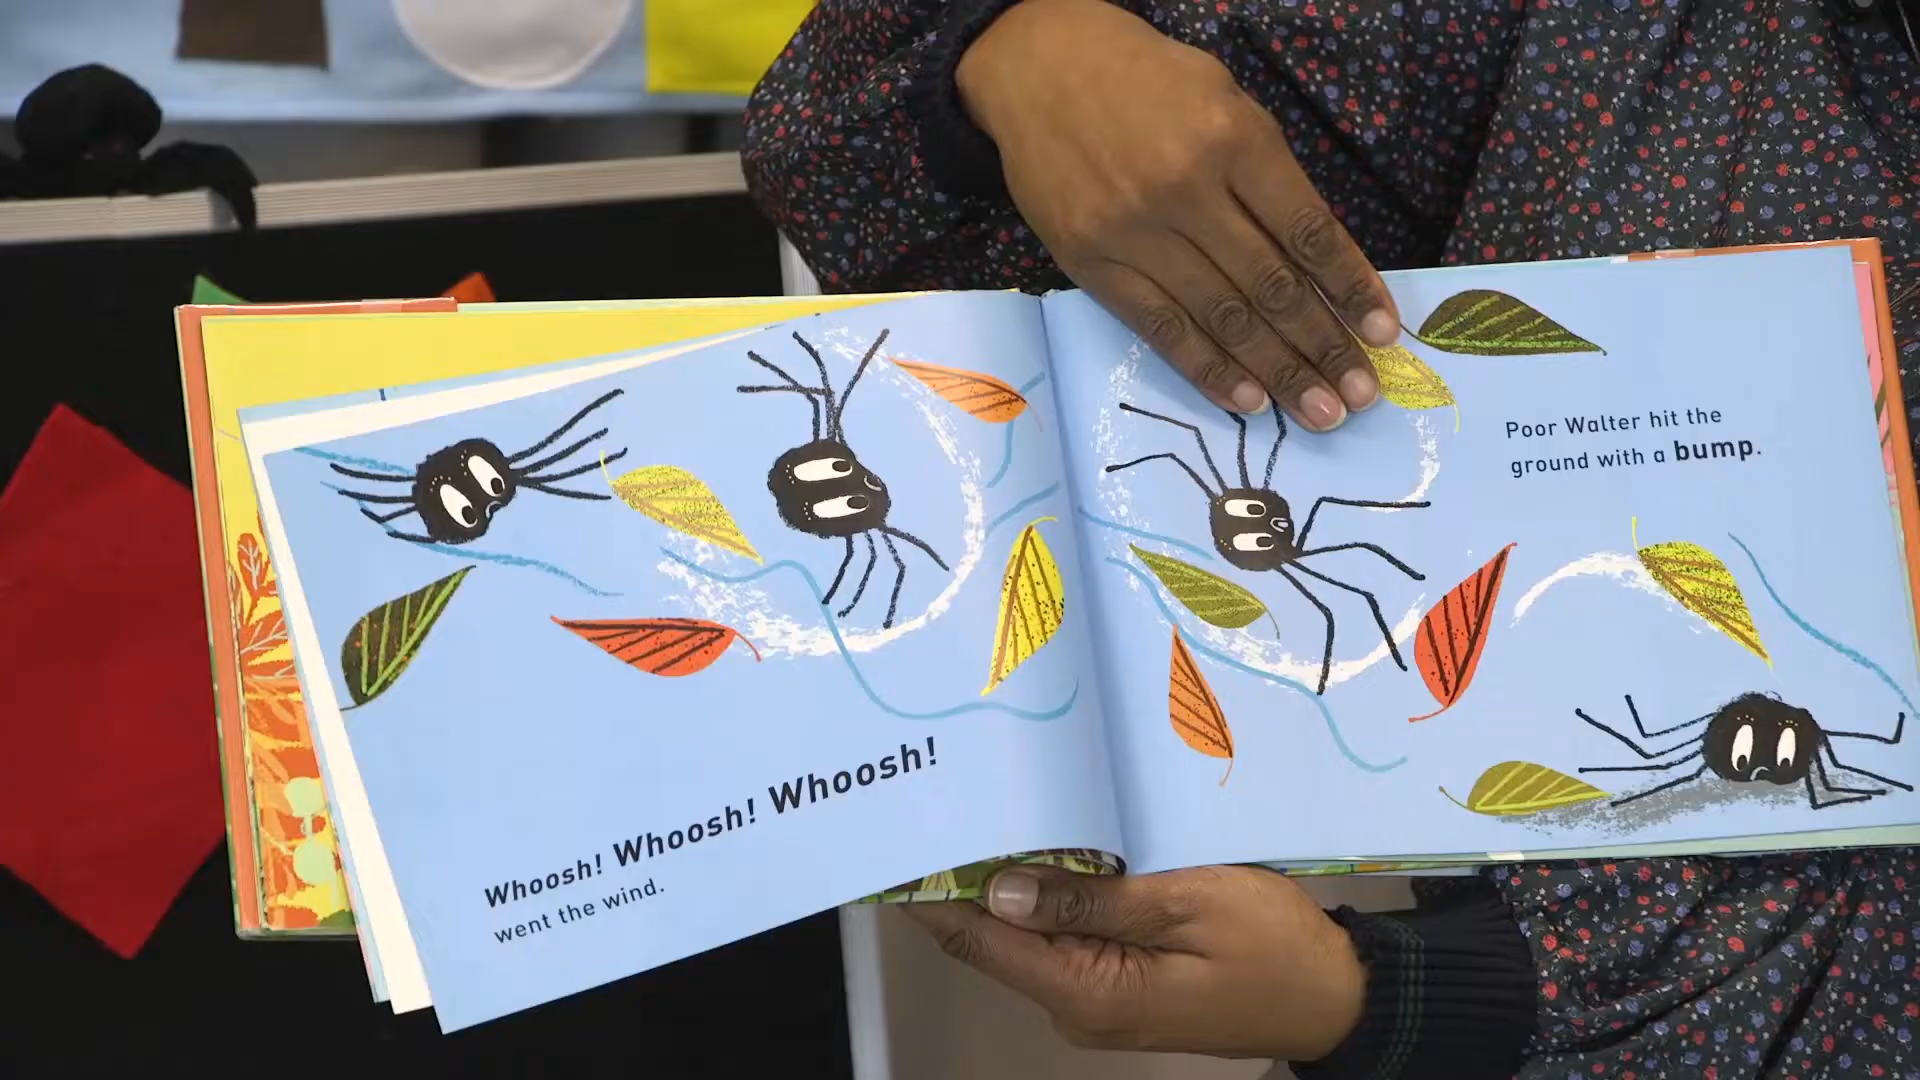 Whoosh! Whoosh! Whoosh!
went the wind.
Poor Walter hit the
ground with a bump.